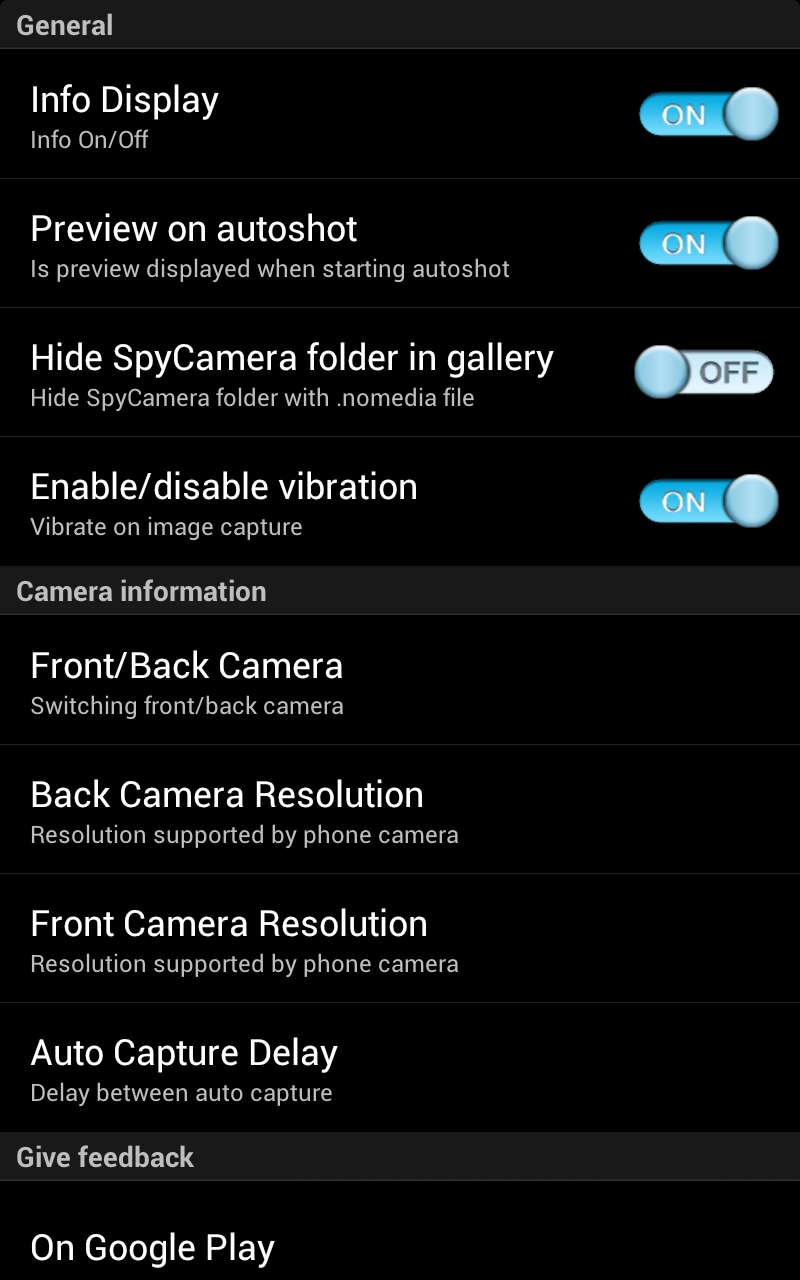 General
Info Display
Info On/Off
ON
Preview on autoshot
Is preview displayed when starting autoshot
ON
Hide SpyCamera folder in gallery
Hide SpyCamera folder with .nomedia file
OFF
Enable/disable vibration
Vibrate on image capture
ON
Camera information
Front/Back Camera
Switching front/back camera
Back Camera Resolution
Resolution supported by phone camera
Front Camera Resolution
Resolution supported by phone camera
Auto Capture Delay
Delay between auto capture
Give feedback
On Google Play